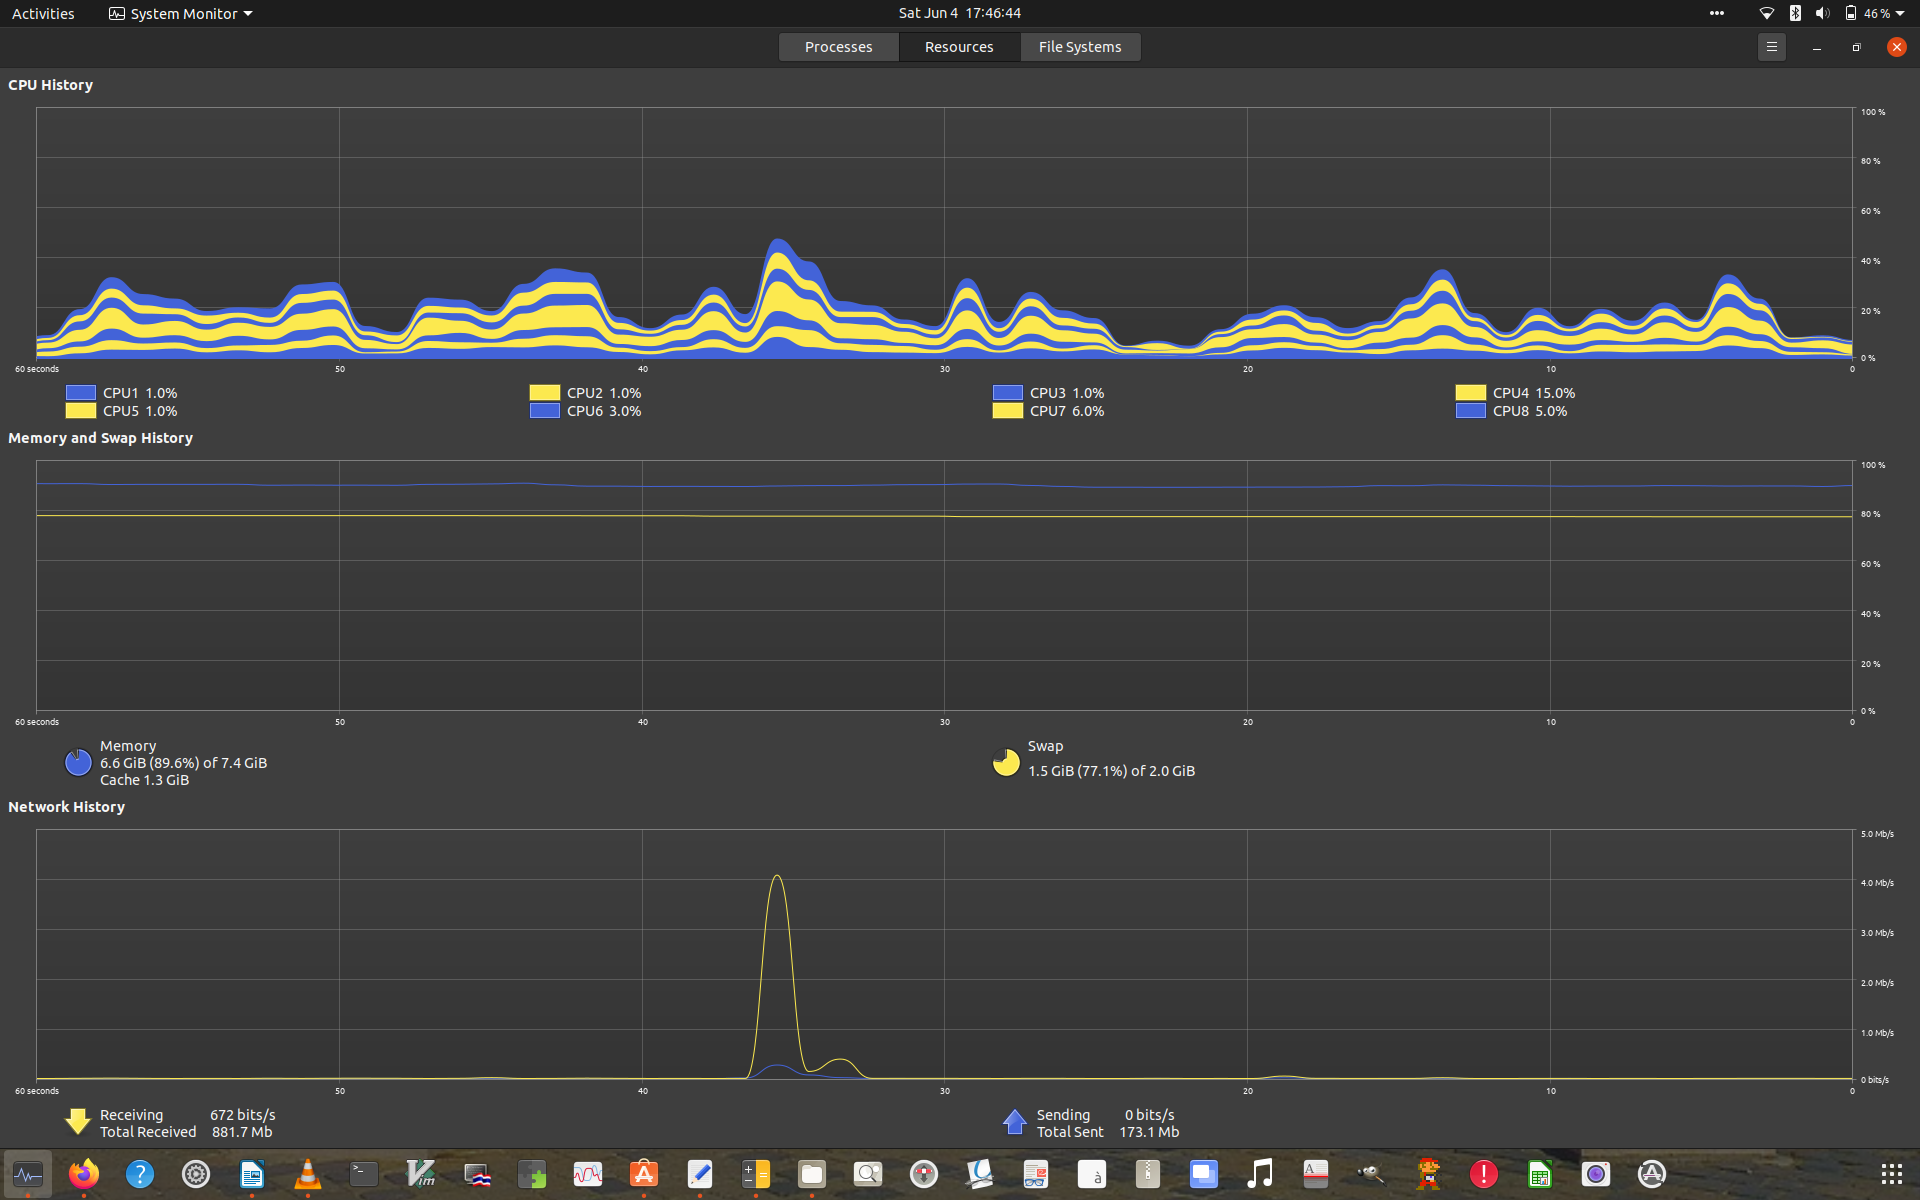 Activities System Monitor Sat Jun 4 17:46:44 46 %
Processes Resources File Systems
CPU History
100 %
80 %
60 %
40 %
20 %
0 %
60 seconds 50 40 30 20 10 0
CPU1 1.0% CPU2 1.0% CPU3 1.0% CPU4 15.0%
CPU5 1.0% CPU6 3.0% CPU7 6.0% CPU8 5.0%
Memory and Swap History
100 %
80 %
60 %
40 %
20 %
0 %
60 seconds 50 40 30 20 10 0
Memory
6.6 GiB (89.6%) of 7.4 GiB
Cache 1.3 GiB
Swap
1.5 GiB (77.1%) of 2.0 GiB
Network History
5.0 Mb/s
4.0 Mb/s
3.0 Mb/s
2.0 Mb/s
1.0 Mb/s
0 bits/s
60 seconds 50 40 30 20 10 0
Receiving 672 bits/s
Total Received 881.7 Mb
Sending 0 bits/s
Total Sent 173.1 Mb